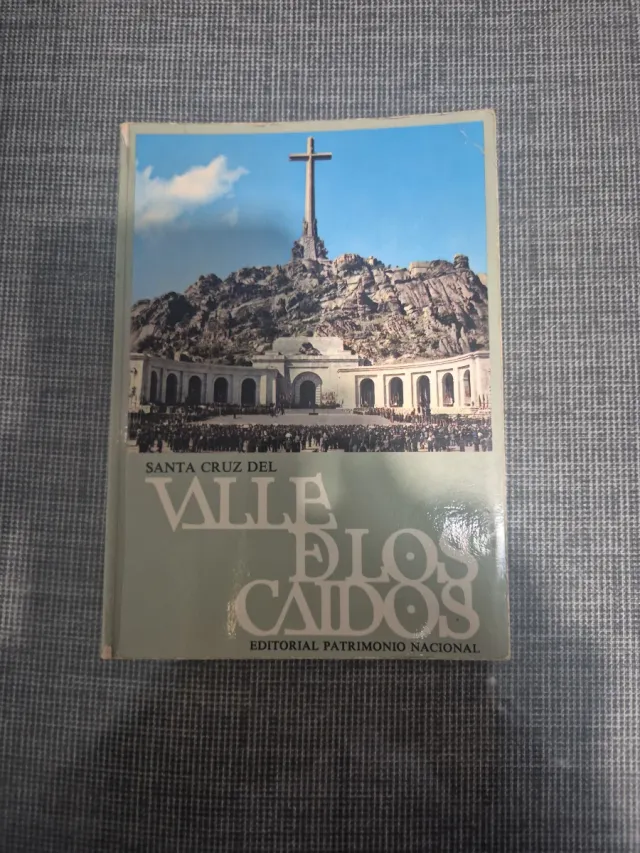 SANTA CRUZ DEL
VALLE
DE LOS
CAIDOS
EDITORIAL PATRIMONIO NACIONAL